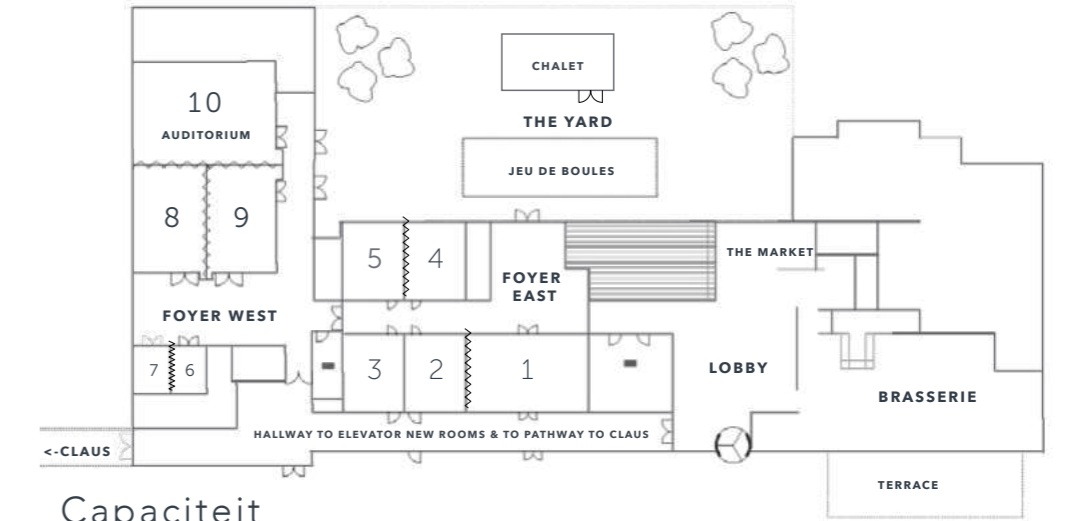 CHALET
10
AUDITORIUM
THE YARD
JEU DE BOULES
8
9
5
4
THE MARKET
FOYER
EAST
FOYER WEST
7
6
3
2
1
LOBBY
BRASSERIE
HALLWAY TO ELEVATOR NEW ROOMS & TO PATHWAY TO CLAUS
<-CLAUS
TERRACE
Capaciteit